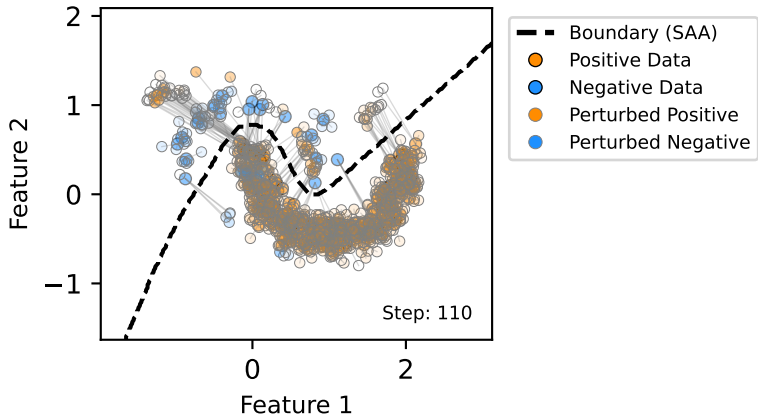 2
1
0
−1
0
2
Feature 2
Feature 1
Step: 110
Boundary (SAA)
Positive Data
Negative Data
Perturbed Positive
Perturbed Negative